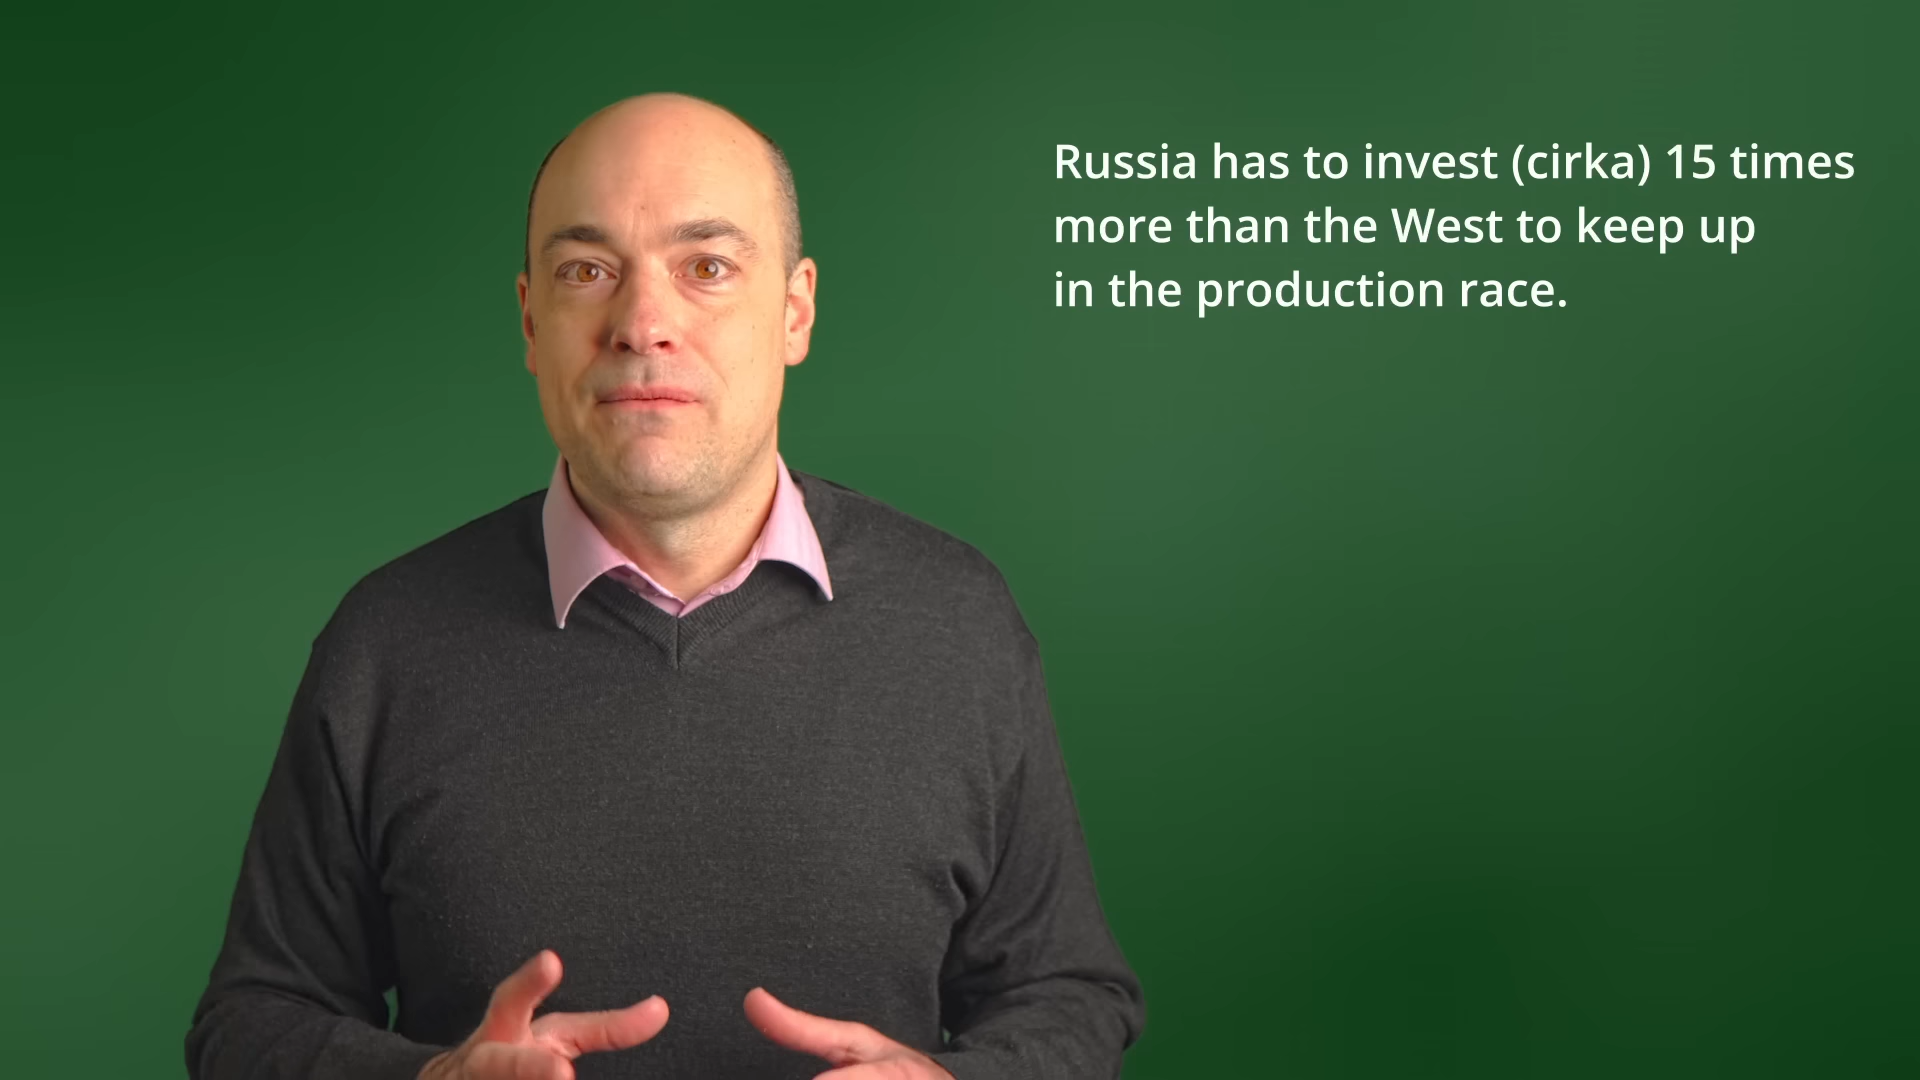 Russia has to invest (cirka) 15 times
more than the West to keep up
in the production race.